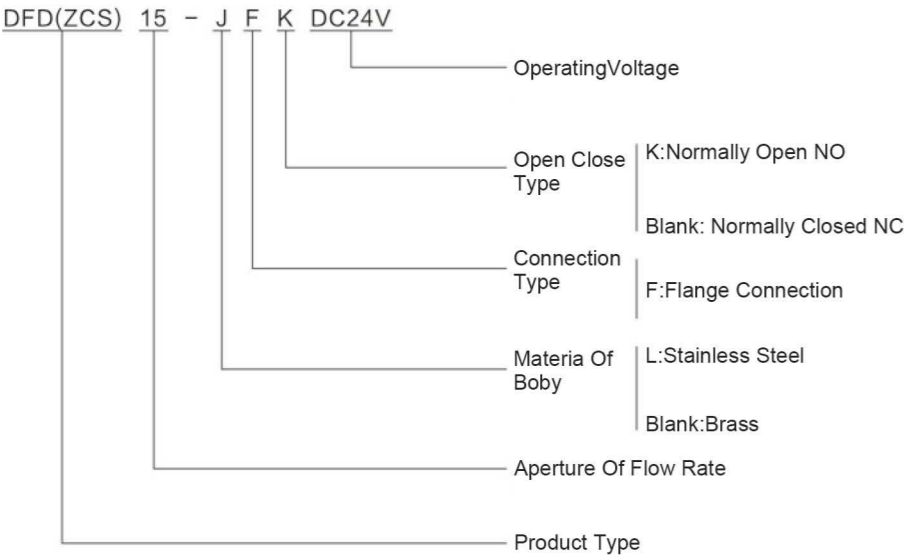 DFD(ZCS) 15 - J F K DC24V
OperatingVoltage
Open Close
Type
K:Normally Open NO
Blank: Normally Closed NC
Connection
Type
F:Flange Connection
Materia Of
Boby
L:Stainless Steel
Blank:Brass
Aperture Of Flow Rate
Product Type